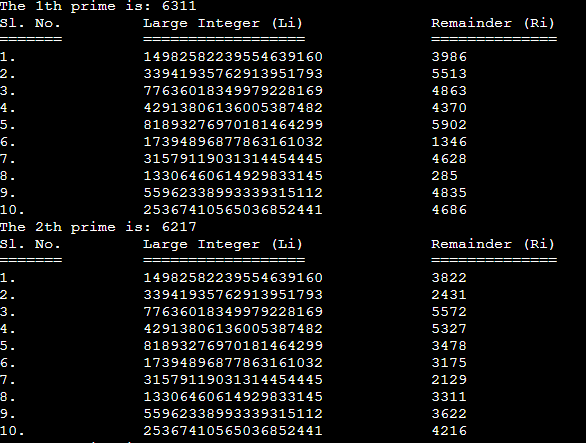 The 1th prime is: 6311
Sl. No. Large Integer (Li) Remainder (Ri)
======= ================== ==============
1. 14982582239554639160 3986
2. 33941935762913951793 5513
3. 77636018349979228169 4863
4. 42913806136005387482 4370
5. 81893276970181464299 5902
6. 17394896877863161032 1346
7. 31579119031314454445 4628
8. 13306460614929833145 285
9. 55962338993339315112 4835
10. 25367410565036852441 4686
The 2th prime is: 6217
Sl. No. Large Integer (Li) Remainder (Ri)
======= ================== ==============
1. 14982582239554639160 3822
2. 33941935762913951793 2431
3. 77636018349979228169 5572
4. 42913806136005387482 5327
5. 81893276970181464299 3478
6. 17394896877863161032 3175
7. 31579119031314454445 2129
8. 13306460614929833145 3311
9. 55962338993339315112 3622
10. 25367410565036852441 4216